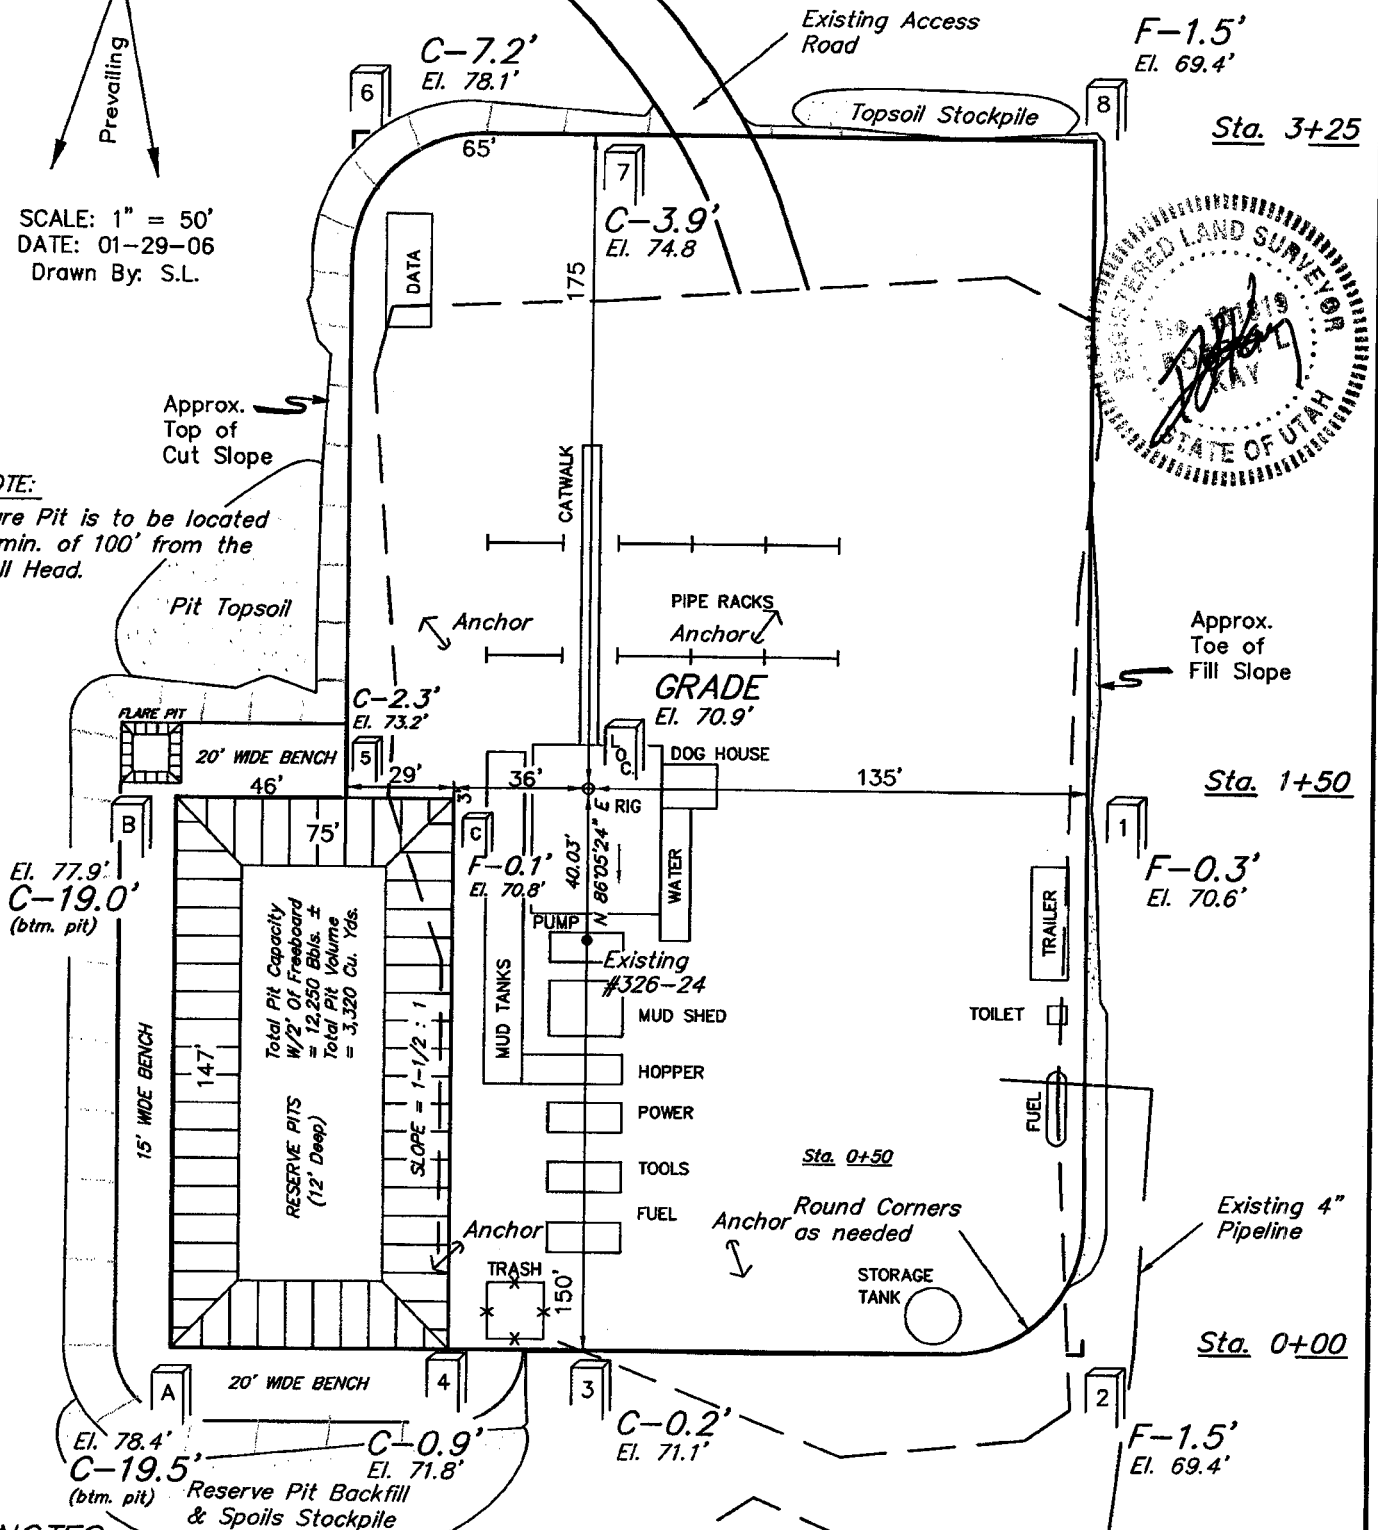 Existing Access
Road
F-1.5'
El. 69.4'
C-7.2'
El. 78.1'
Prevailing
6
8
Topsoil Stockpile
Sta. 3+25
65'
7
SCALE: 1" = 50'
DATE: 01-29-06
Drawn By: S.L.
C-3.9'
El. 74.8
175
DATA
REGISTERED LAND SURVEYOR
KAY
STATE OF UTAH
Approx.
Top of
Cut Slope
CATWALK
OTE:
re Pit is to be located
min. of 100' from the
ll Head.
Pit Topsoil
Anchor
PIPE RACKS
Anchor
Approx.
Toe of
Fill Slope
GRADE
El. 70.9'
C-2.3'
El. 73.2'
FLARE PIT
20' WIDE BENCH
5
LOC.
DOG HOUSE
46'
29'
3'
36'
135'
Sta. 1+50
RIG
B
75'
C
1
El. 77.9'
C-19.0'
(btm. pit)
F-0.1'
El. 70.8'
40.03'
N 86°05'24" E
WATER
F-0.3'
El. 70.6'
TRAILER
PUMP
Existing
#326-24
Total Pit Capacity
W/2' Of Freeboard
= 12,250 Bbls. ±
Total Pit Volume
= 3,320 Cu. Yds.
MUD TANKS
MUD SHED
TOILET
15' WIDE BENCH
147'
SLOPE = 1-1/2 : 1
HOPPER
RESERVE PITS
(12' Deep)
POWER
FUEL
Sta. 0+50
TOOLS
FUEL
Anchor
Anchor
Round Corners
as needed
Existing 4"
Pipeline
TRASH
150'
STORAGE
TANK
Sta. 0+00
A
20' WIDE BENCH
4
3
2
El. 78.4'
C-19.5'
(btm. pit)
C-0.9'
El. 71.8'
C-0.2'
El. 71.1'
F-1.5'
El. 69.4'
Reserve Pit Backfill
& Spoils Stockpile
NOTES